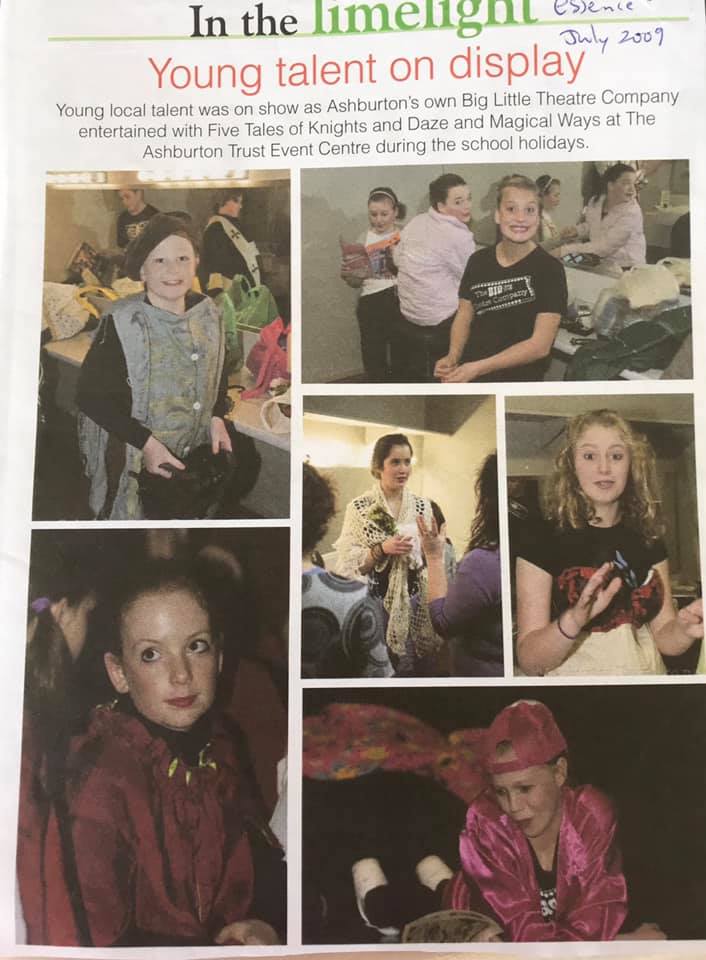 In the limelight Essence
July 2009
Young talent on display
Young local talent was on show as Ashburton's own Big Little Theatre Company
entertained with Five Tales of Knights and Daze and Magical Ways at The
Ashburton Trust Event Centre during the school holidays.
The BIG
Company